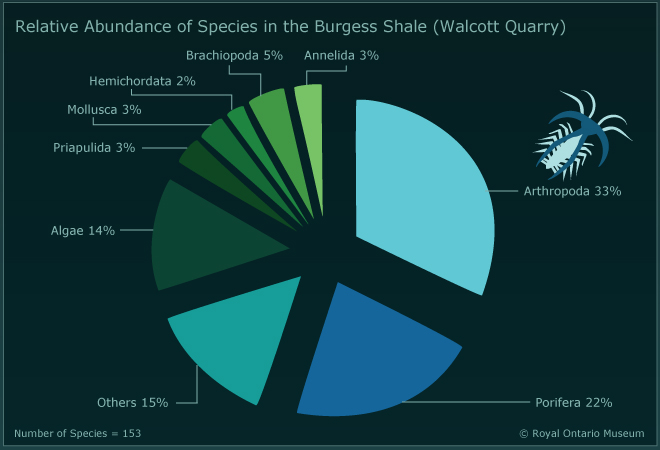 Relative Abundance of Species in the Burgess Shale (Walcott Quarry)
Brachiopoda 5%
Annelida 3%
Hemichordata 2%
Mollusca 3%
Priapulida 3%
Arthropoda 33%
Algae 14%
Others 15%
Porifera 22%
Number of Species = 153
© Royal Ontario Museum